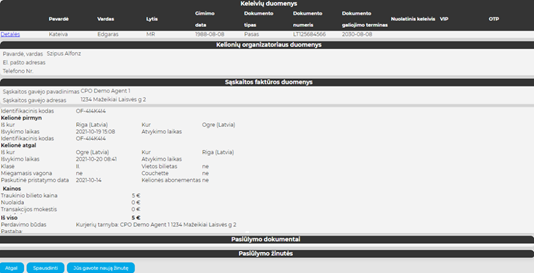 Keleivių duomenys
Pavardė Vardas Lytis Gimimo data Dokumento tipas Dokumento numeris Dokumento galiojimo terminas Nuolatinis keleivis VIP OTP
Detalės Kateiva Edgaras MR 1988-08-08 Pasas LT125684566 2030-08-08
Kelionių organizatoriaus duomenys
Pavardė, vardas Szipus Alfonz
El. pašto adresas
Telefono Nr.
Sąskaitos faktūros duomenys
Sąskaitos gavėjo pavadinimas CPO Demo Agent 1
Sąskaitos gavėjo adresas 1234 Mažeikiai Laisvės g 2
Identifikacinis kodas
Kelionė pirmyn
Iš kur Riga (Latvia) Kur Ogre (Latvia)
Išvykimo laikas 2021-10-19 15:08 Atvykimo laikas
Identifikacinis kodas
Kelionė atgal
Iš kur Ogre (Latvia) Kur Riga (Latvia)
Išvykimo laikas 2021-10-20 08:41 Atvykimo laikas
Klasė II Vietos bilietas ne
Miegamasis vagonas ne Couchette ne
Paskutinė pristatymo data 2021-10-14 Kelionės abonementas ne
Kainos
Traukinio bilieto kaina 5 €
Nuolaida 0 €
Transakcijos mokestis 0 €
Iš viso 5 €
Perdavimo būdas Kurjerių tarnyba: CPO Demo Agent 1 1234 Mažeikiai Laisvės g 2
Pastaba
Pasiūlymo dokumentai
Pasiūlymo žinutės
Atgal Spausdinti Jūs gavote naują žinutę